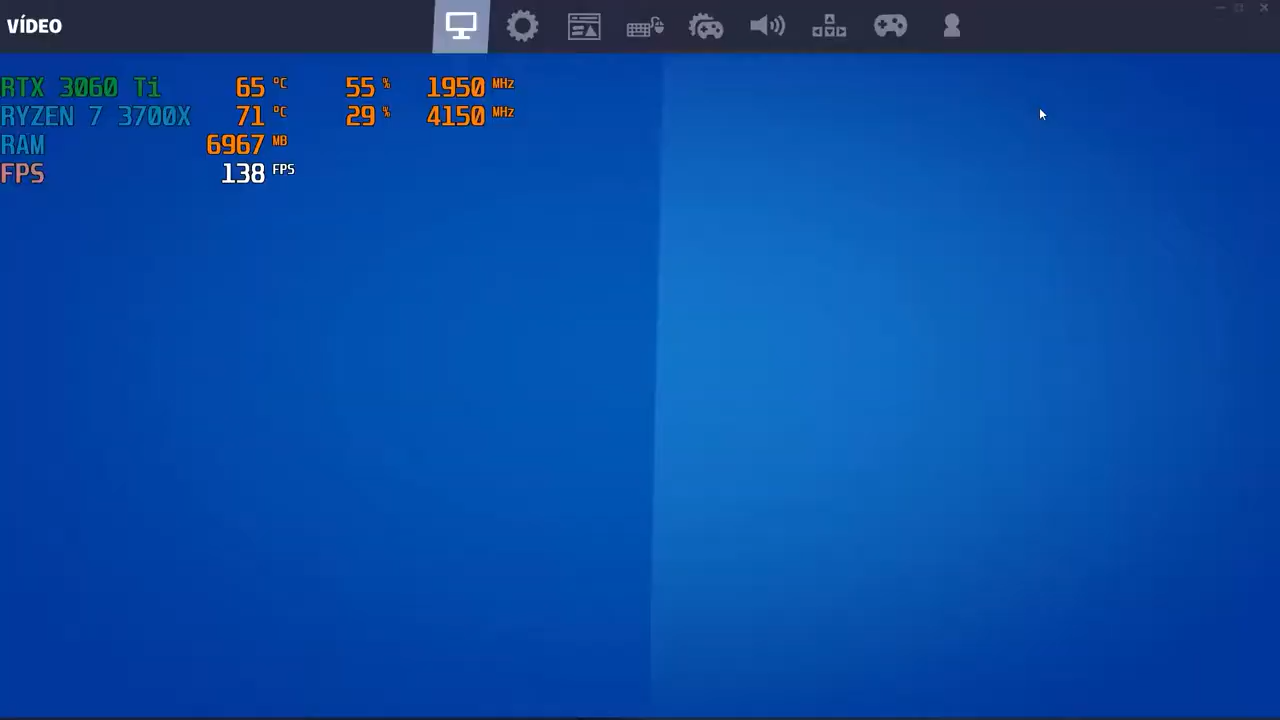 VÍDEO
RTX 3060 Ti 65 °C 55 % 1950 MHz
RYZEN 7 3700X 71 °C 29 % 4150 MHz
RAM 6967 MB
FPS 138 FPS